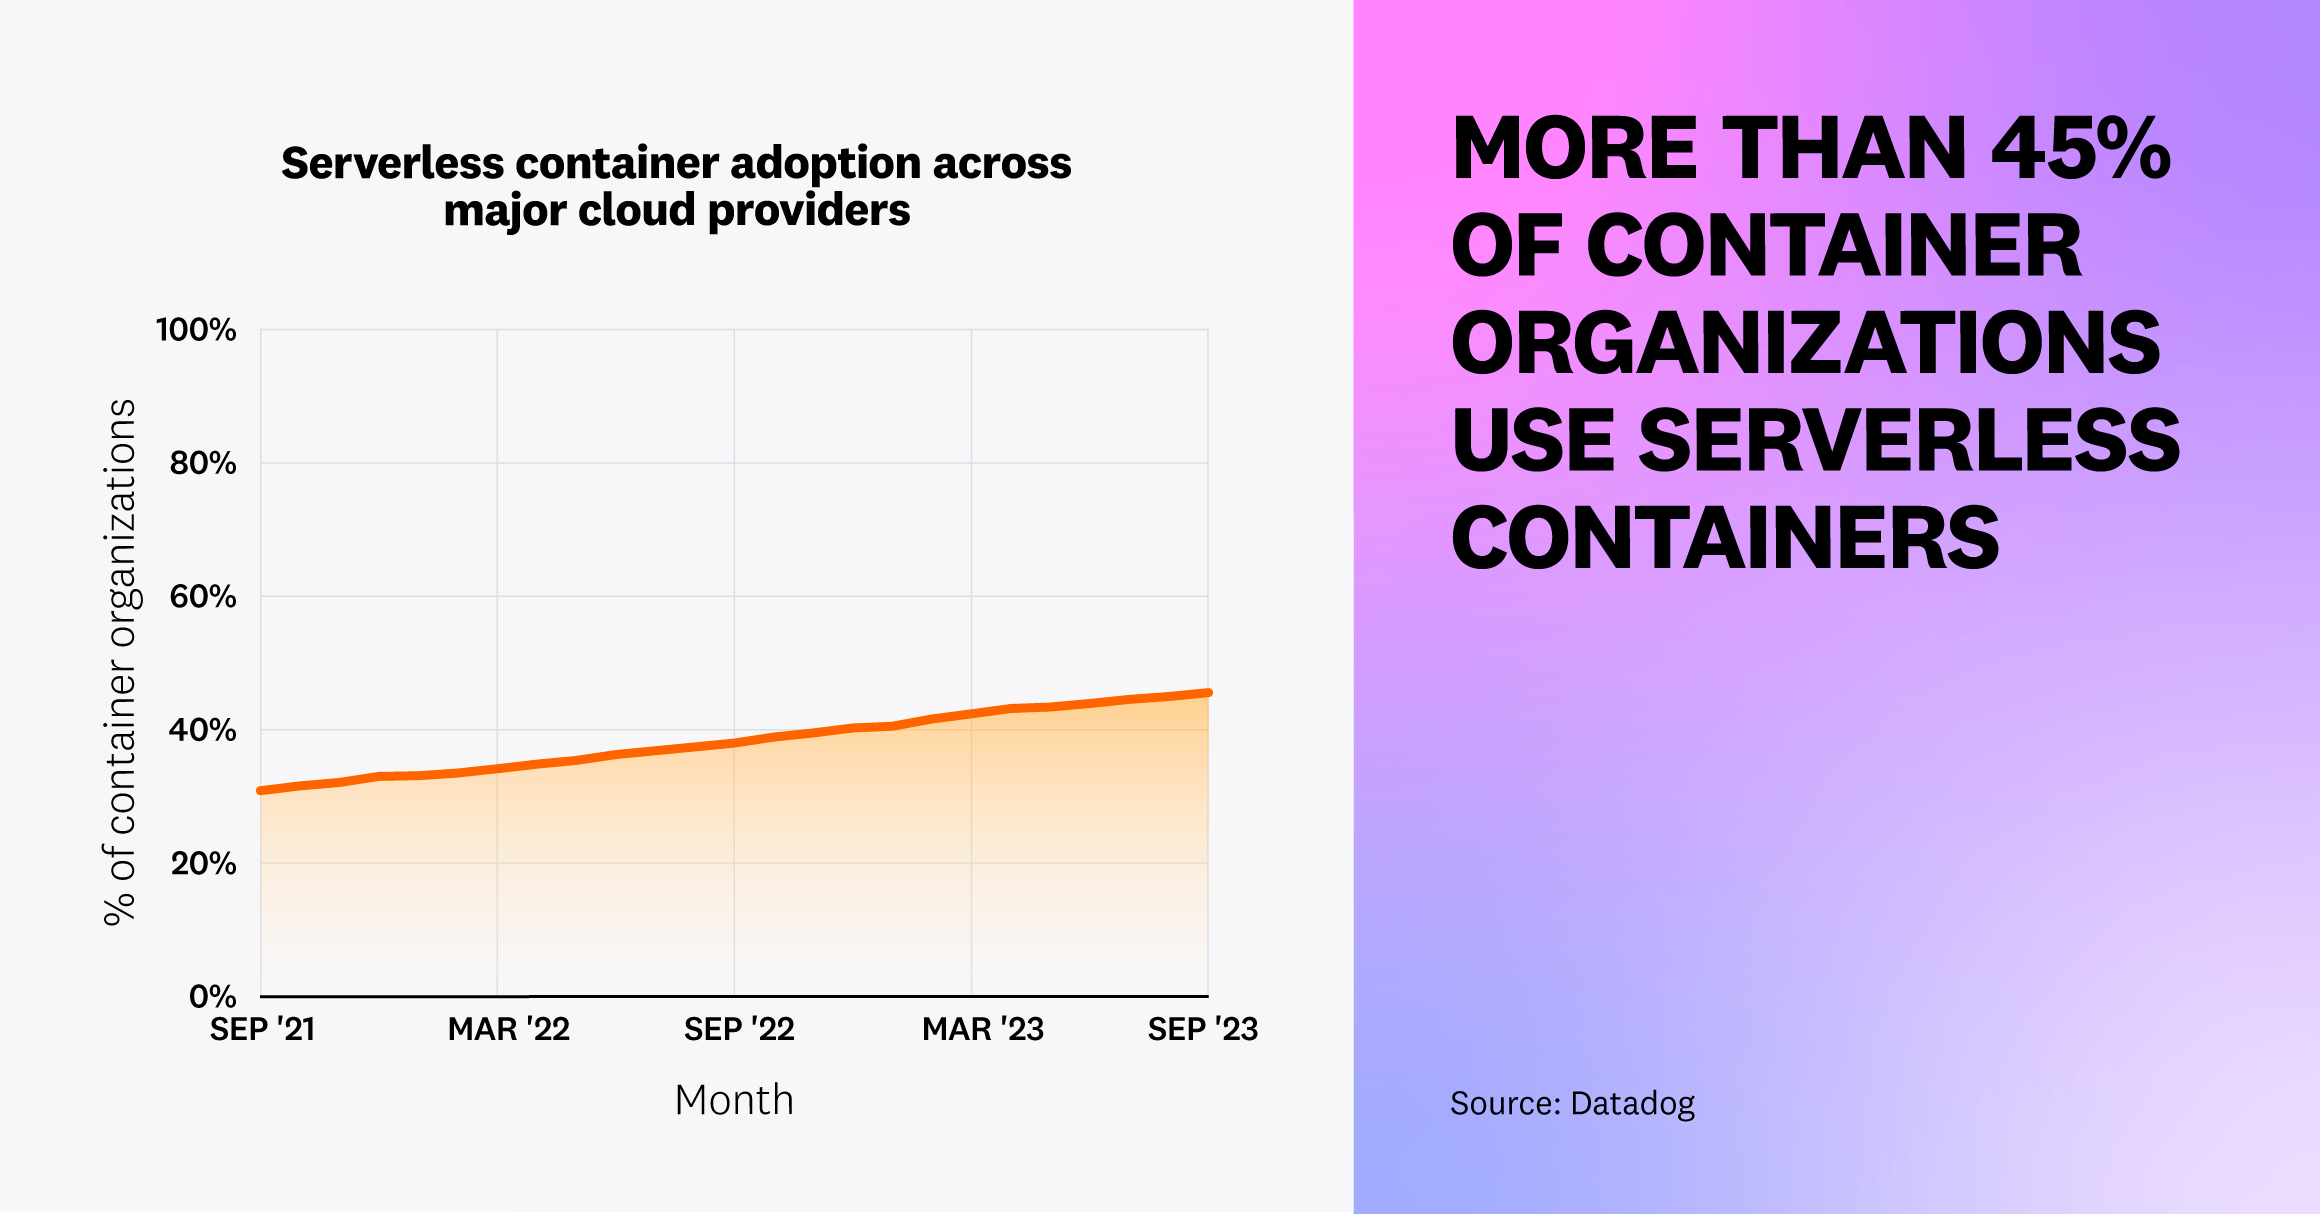 Serverless container adoption across
major cloud providers
% of container organizations
100%
80%
60%
40%
20%
0%
SEP '21
MAR '22
SEP '22
MAR '23
SEP '23
Month
MORE THAN 45%
OF CONTAINER
ORGANIZATIONS
USE SERVERLESS
CONTAINERS
Source: Datadog